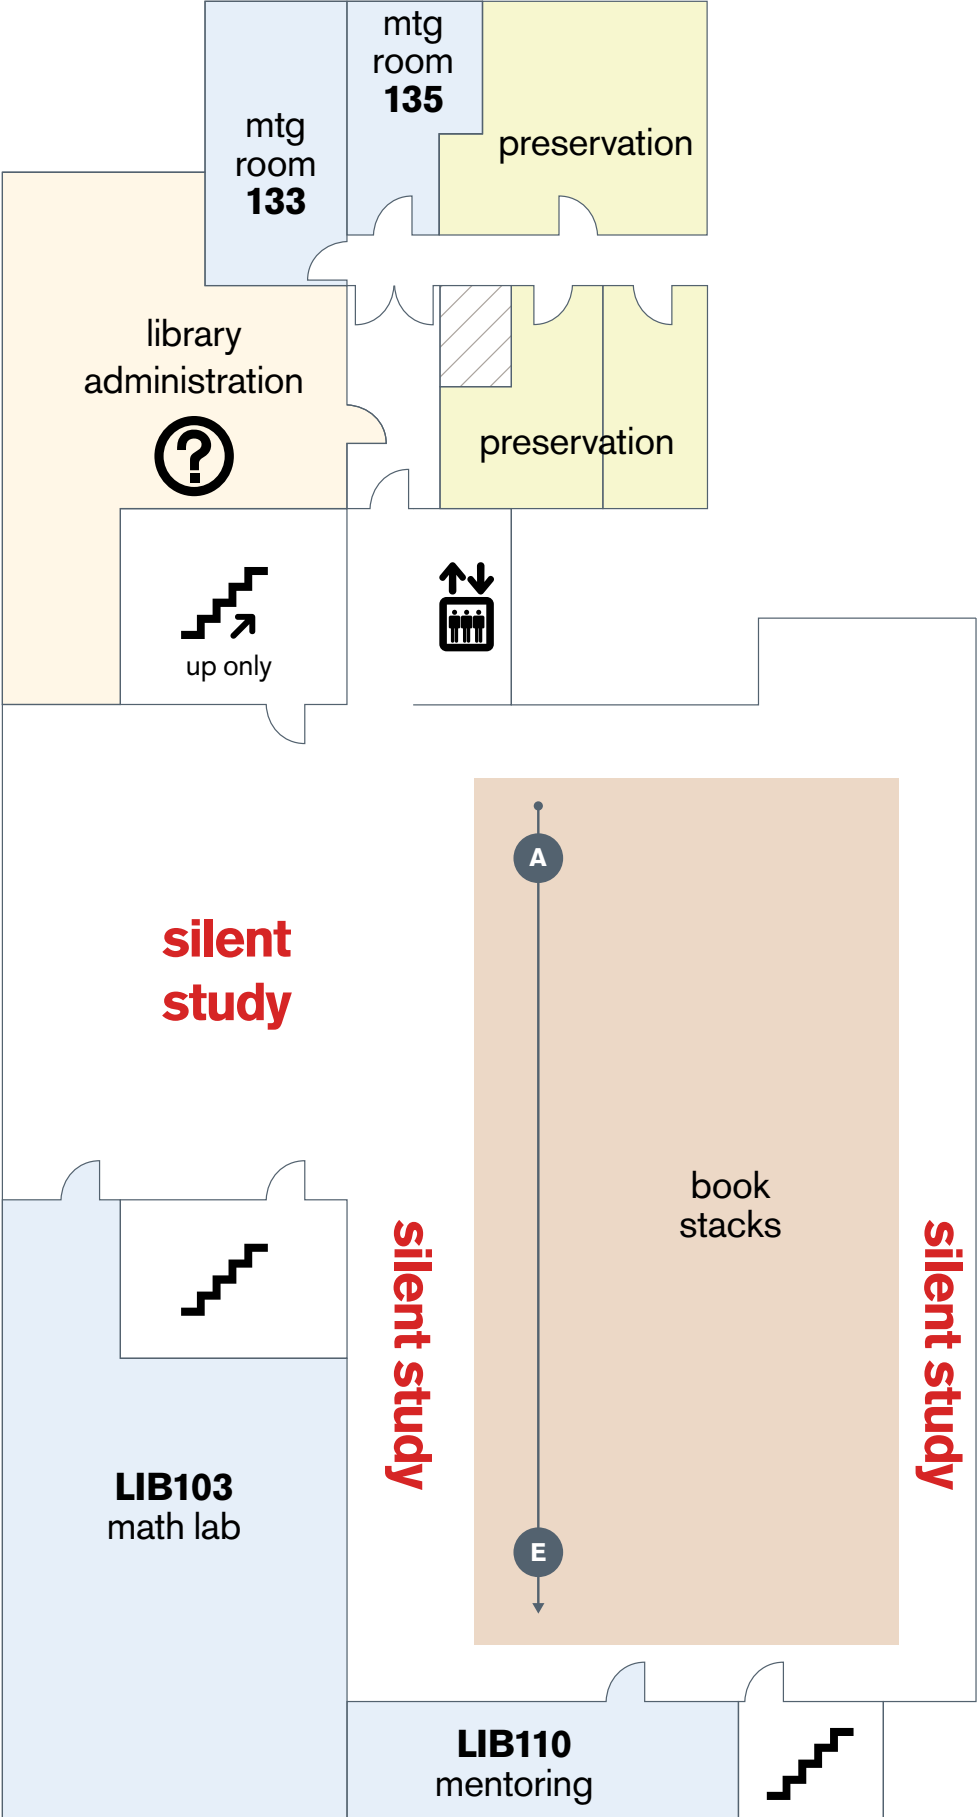 mtg
room
135
mtg
room
133
preservation
library
administration
?
preservation
up only
A
silent
study
book
stacks
silent study
silent study
LIB103
math lab
E
LIB110
mentoring